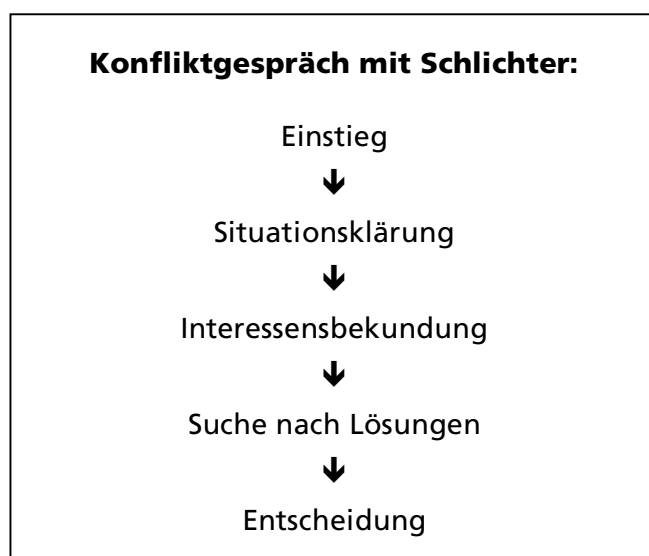 Konfliktgespräch mit Schlichter:
Einstieg
↓
Situationsklärung
↓
Interessensbekundung
↓
Suche nach Lösungen
↓
Entscheidung